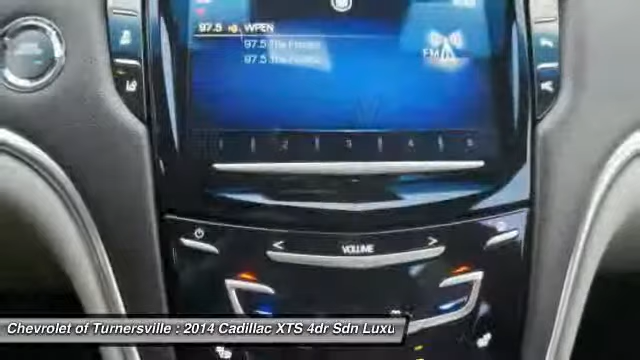 97.5 WPEN
97.5 The Fanatic
97.5 The Fanatic
FM
1 2 3 4 5
< VOLUME >
Chevrolet of Turnersville : 2014 Cadillac XTS 4dr Sdn Luxu